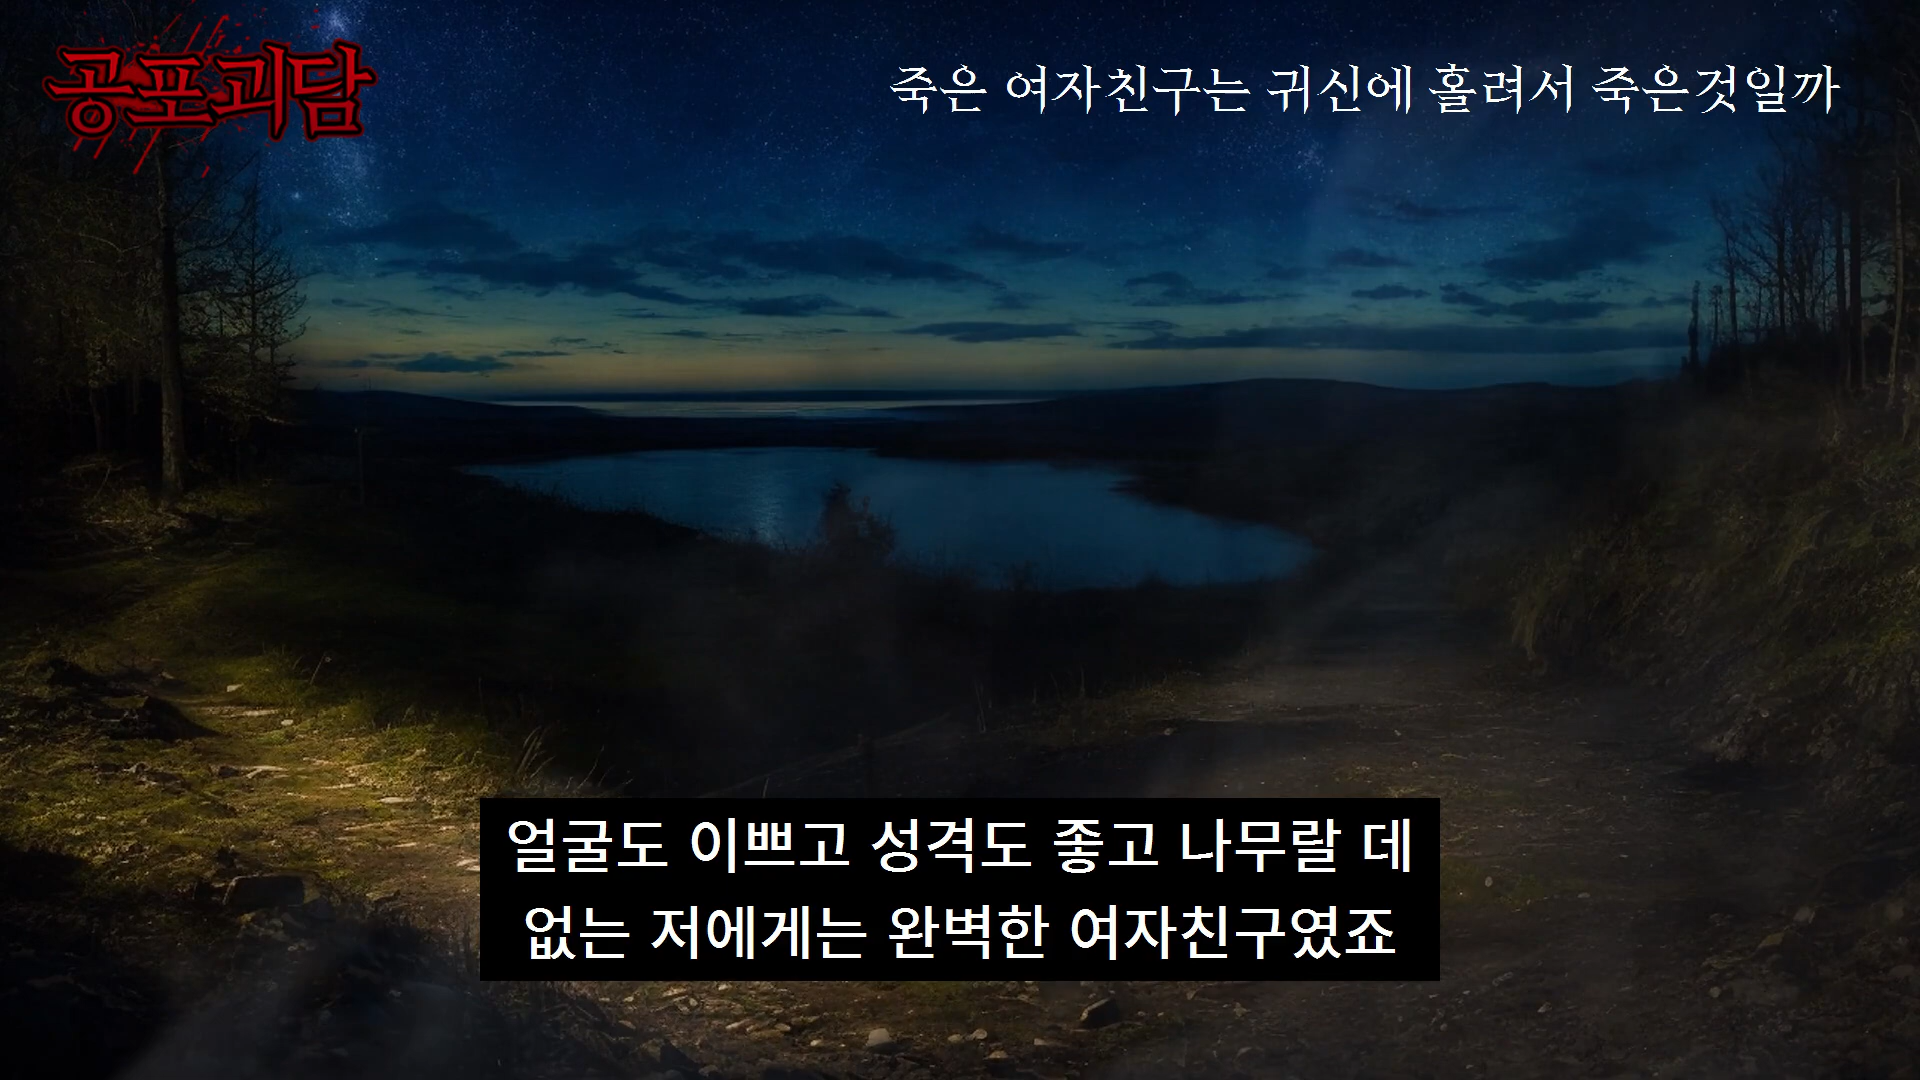 공포괴담
죽은 여자친구는 귀신에 홀려서 죽은것일까
얼굴도 이쁘고 성격도 좋고 나무랄 데
없는 저에게는 완벽한 여자친구였죠